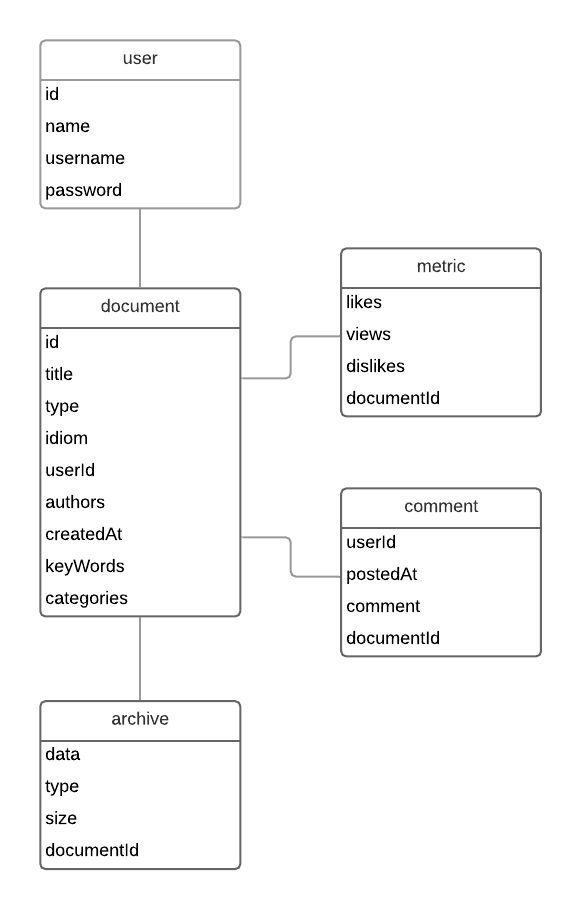 user
id
name
username
password
document
id
title
type
idiom
userId
authors
createdAt
keyWords
categories
metric
likes
views
dislikes
documentId
comment
userId
postedAt
comment
documentId
archive
data
type
size
documentId